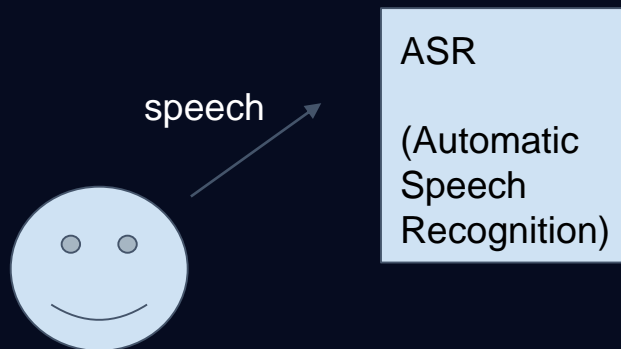 speech
ASR
(Automatic
Speech
Recognition)